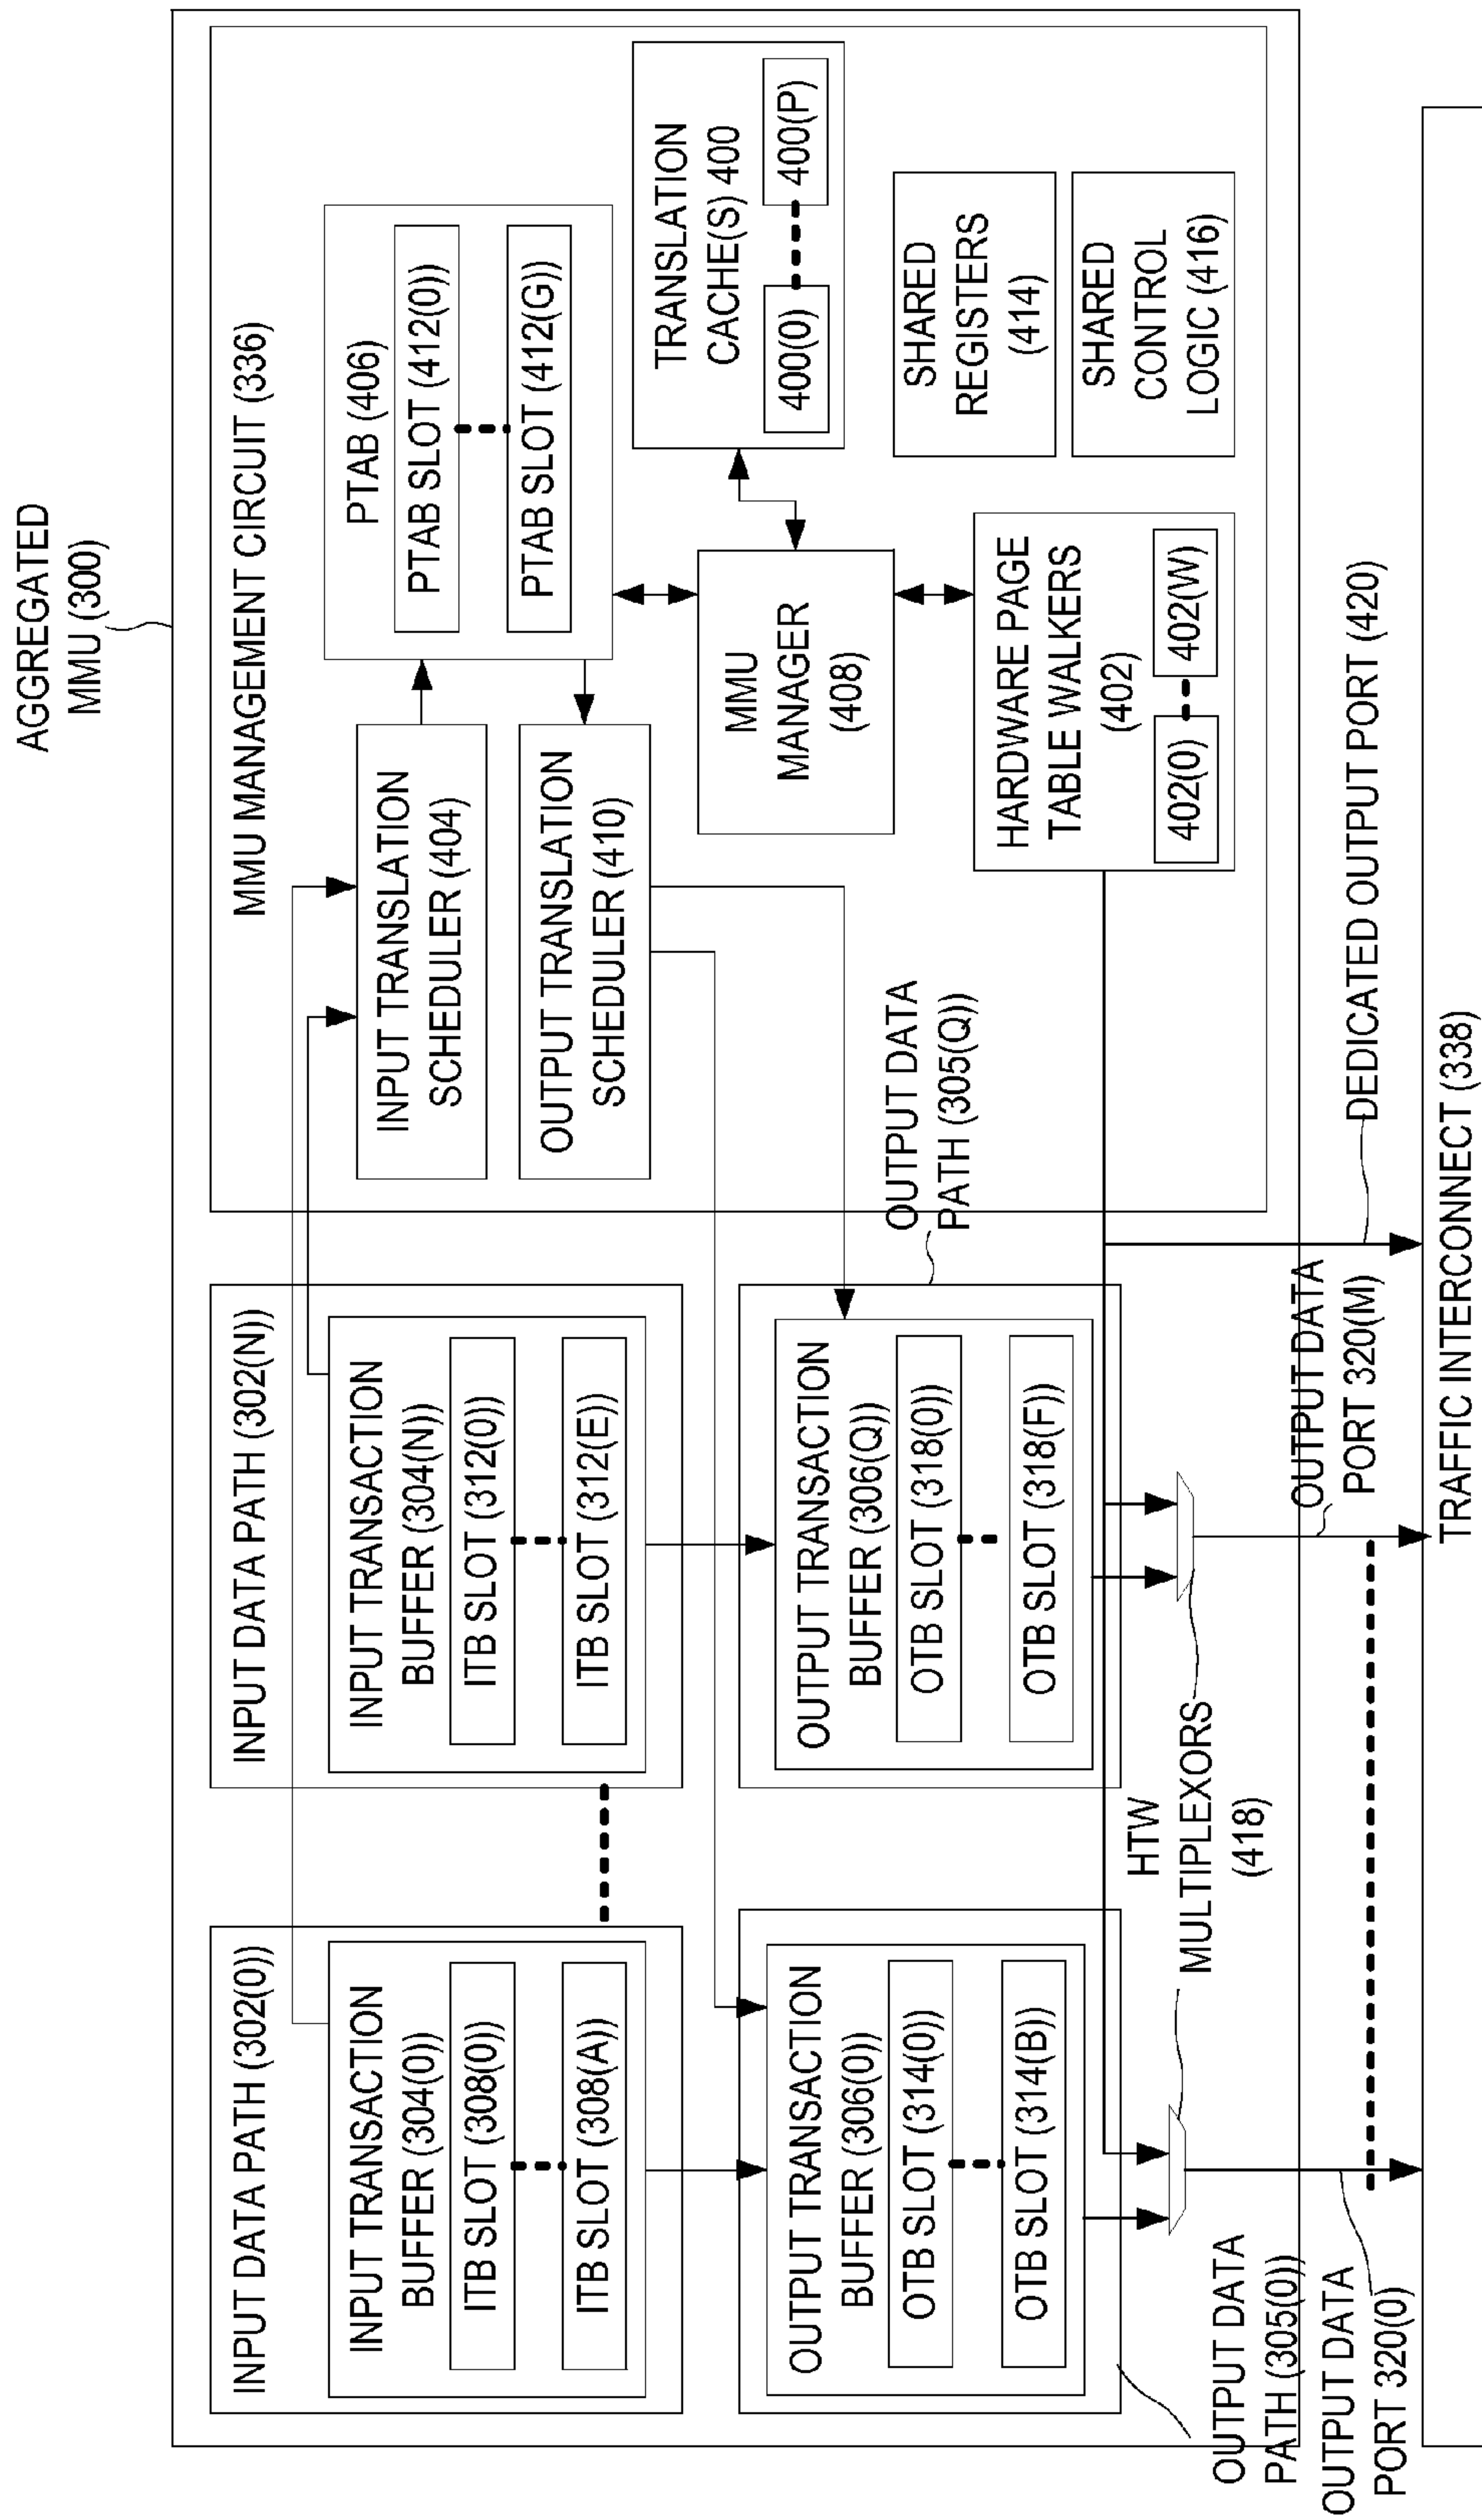 AGGREGATED
MMU (300)
INPUT DATA PATH (302(0))
INPUT TRANSACTION
BUFFER (304(0))
ITB SLOT (308(0))
ITB SLOT (308(A))
INPUT DATA PATH (302(N))
INPUT TRANSACTION
BUFFER (304(N))
ITB SLOT (312(0))
ITB SLOT (312(E))
MMU MANAGEMENT CIRCUIT (336)
INPUT TRANSLATION
SCHEDULER (404)
OUTPUT TRANSLATION
SCHEDULER (410)
PTAB (406)
PTAB SLOT (412(0))
PTAB SLOT (412(G))
MMU
MANAGER
(408)
TRANSLATION
CACHE(S) 400
400(0)
400(P)
HARDWARE PAGE
TABLE WALKERS
(402)
402(0)
402(W)
SHARED
REGISTERS
(414)
SHARED
CONTROL
LOGIC (416)
OUTPUT TRANSACTION
BUFFER (306(0))
OTB SLOT (314(0))
OTB SLOT (314(B))
OUTPUT TRANSACTION
BUFFER (306(Q))
OTB SLOT (318(0))
OTB SLOT (318(F))
OUTPUT DATA
PATH (305(Q))
HTW
MULTIPLEXORS
(418)
OUTPUT DATA
PATH (305(0))
OUTPUT DATA
PORT 320(0)
OUTPUT DATA
PORT 320(M)
DEDICATED OUTPUT PORT (420)
TRAFFIC INTERCONNECT (338)